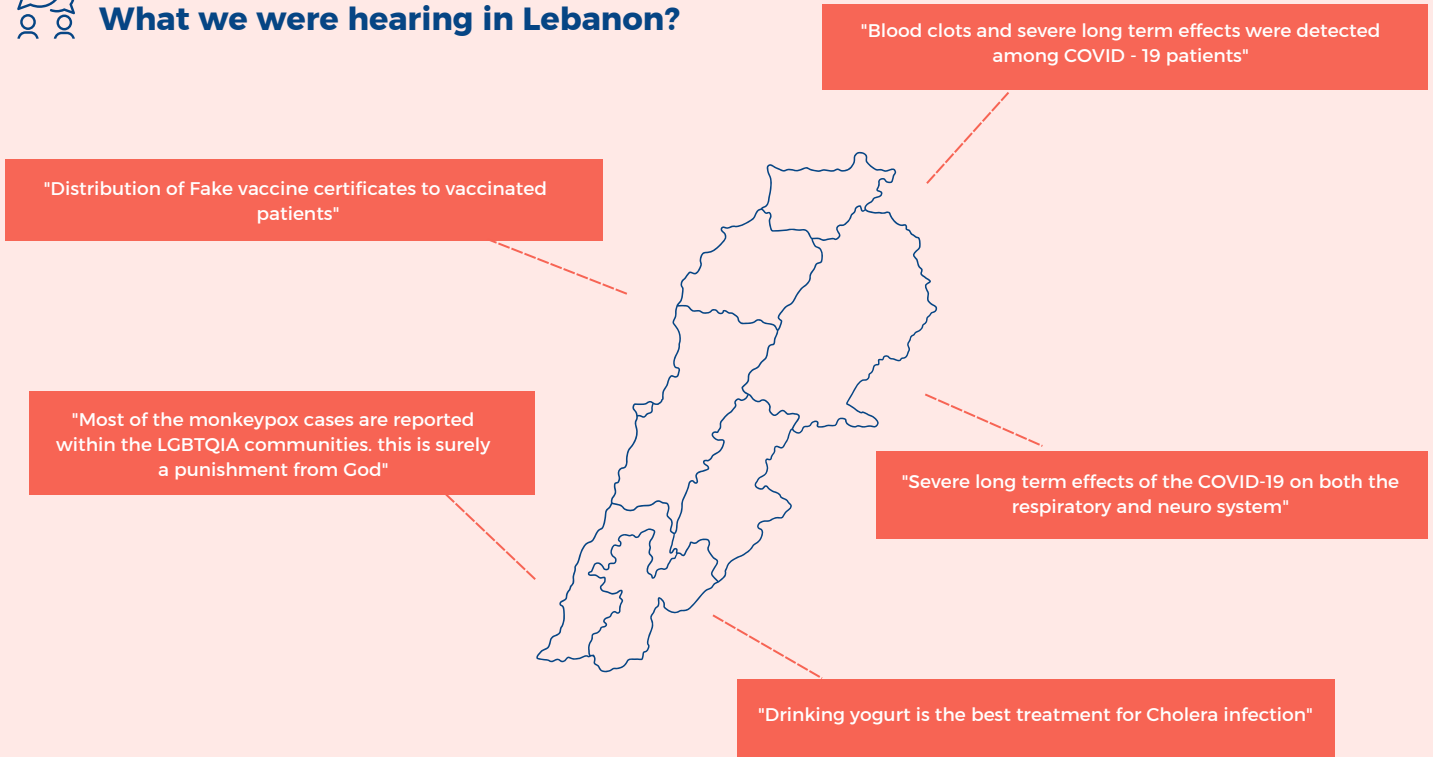 What we were hearing in Lebanon?
"Blood clots and severe long term effects were detected
among COVID - 19 patients"
"Distribution of Fake vaccine certificates to vaccinated
patients"
"Most of the monkeypox cases are reported
within the LGBTQIA communities. this is surely
a punishment from God"
"Severe long term effects of the COVID-19 on both the
respiratory and neuro system"
"Drinking yogurt is the best treatment for Cholera infection"